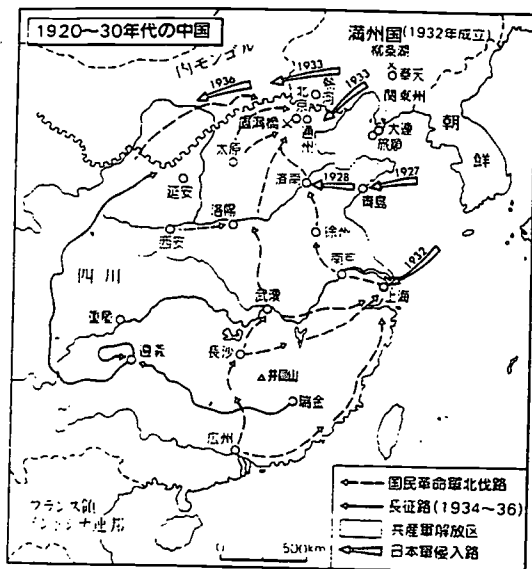 1920～30年代の中国
満州国(1932年成立)
柳条湖
奉天
内モンゴル
1933
1936
1933
北京
関東州
大連
旅順
朝鮮
盧溝橋
通州
太原
延安
済南
1928
1927
青島
洛陽
西安
徐州
南京
1932
上海
四川
重慶
武漢
遵義
長沙
井岡山
瑞金
広州
フランス領
インドシナ連邦
0 500km
国民革命軍北伐路
長征路(1934～36)
共産軍解放区
日本軍侵入路